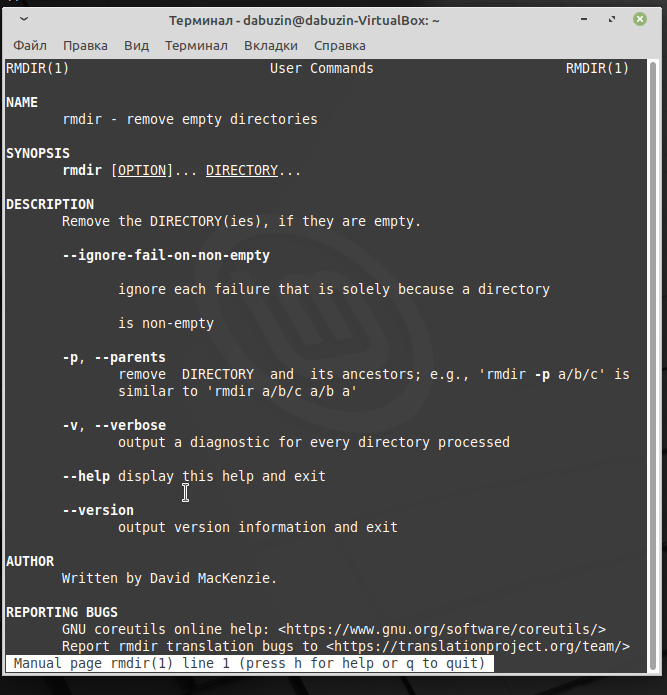 Терминал - dabuzin@dabuzin-VirtualBox: ~
Файл Правка Вид Терминал Вкладки Справка
RMDIR(1) User Commands RMDIR(1)
NAME
rmdir - remove empty directories
SYNOPSIS
rmdir [OPTION]... DIRECTORY...
DESCRIPTION
Remove the DIRECTORY(ies), if they are empty.
--ignore-fail-on-non-empty
ignore each failure that is solely because a directory
is non-empty
-p, --parents
remove DIRECTORY and its ancestors; e.g., 'rmdir -p a/b/c' is
similar to 'rmdir a/b/c a/b a'
-v, --verbose
output a diagnostic for every directory processed
--help display this help and exit
--version
output version information and exit
AUTHOR
Written by David MacKenzie.
REPORTING BUGS
GNU coreutils online help: <https://www.gnu.org/software/coreutils/>
Report rmdir translation bugs to <https://translationproject.org/team/>
Manual page rmdir(1) line 1 (press h for help or q to quit)